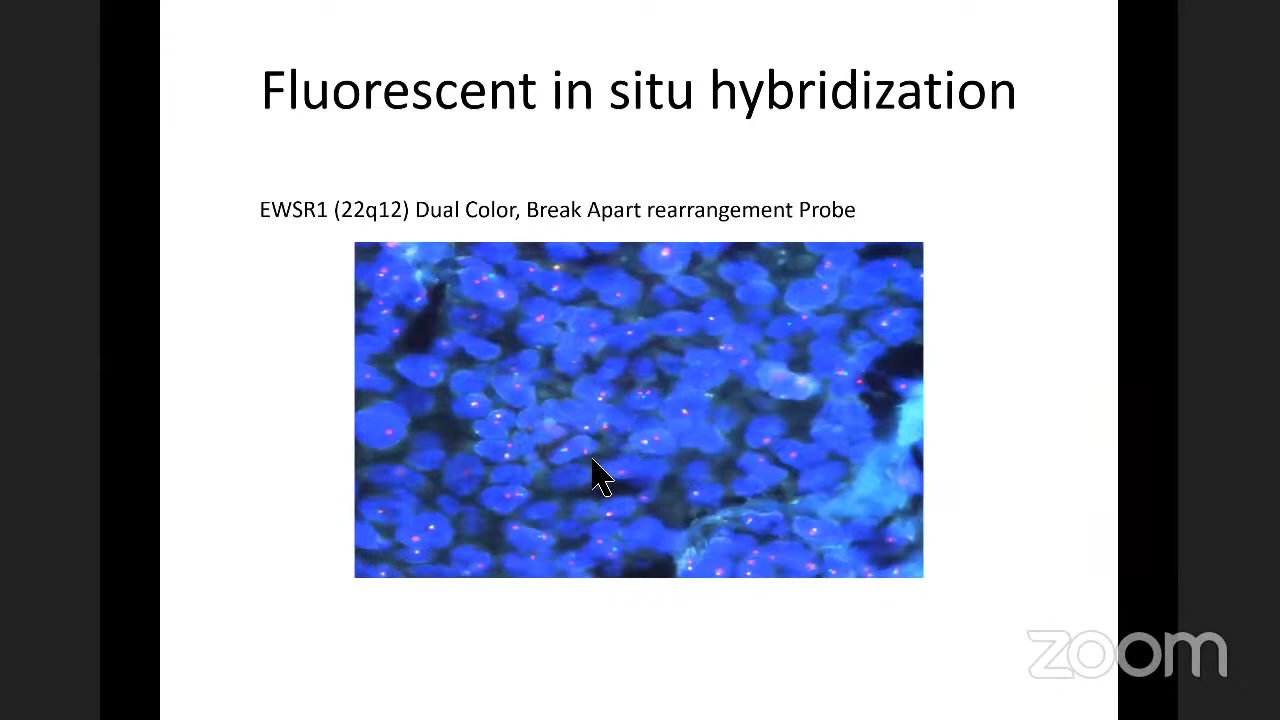 Fluorescent in situ hybridization
EWSR1 (22q12) Dual Color, Break Apart rearrangement Probe
zoom